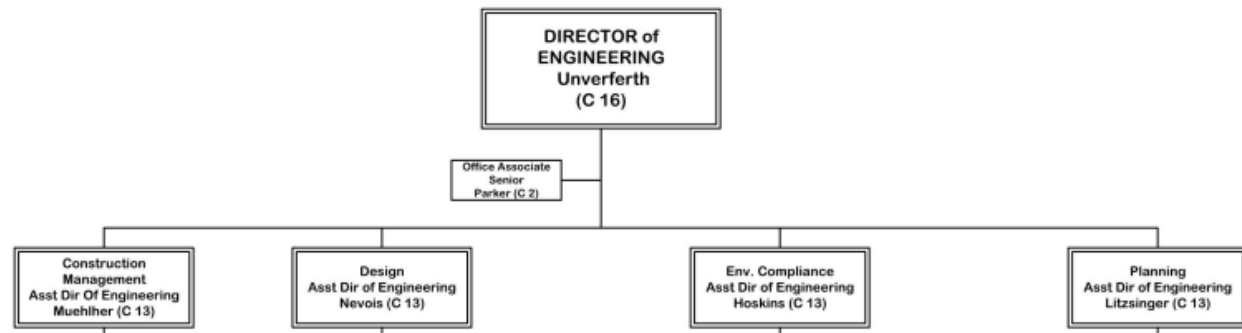 DIRECTOR of
ENGINEERING
Unverferth
(C 16)
Office Associate
Senior
Parker (C 2)
Construction
Management
Asst Dir Of Engineering
Muehlher (C 13)
Design
Asst Dir of Engineering
Nevois (C 13)
Env. Compliance
Asst Dir of Engineering
Hoskins (C 13)
Planning
Asst Dir of Engineering
Litzsinger (C 13)